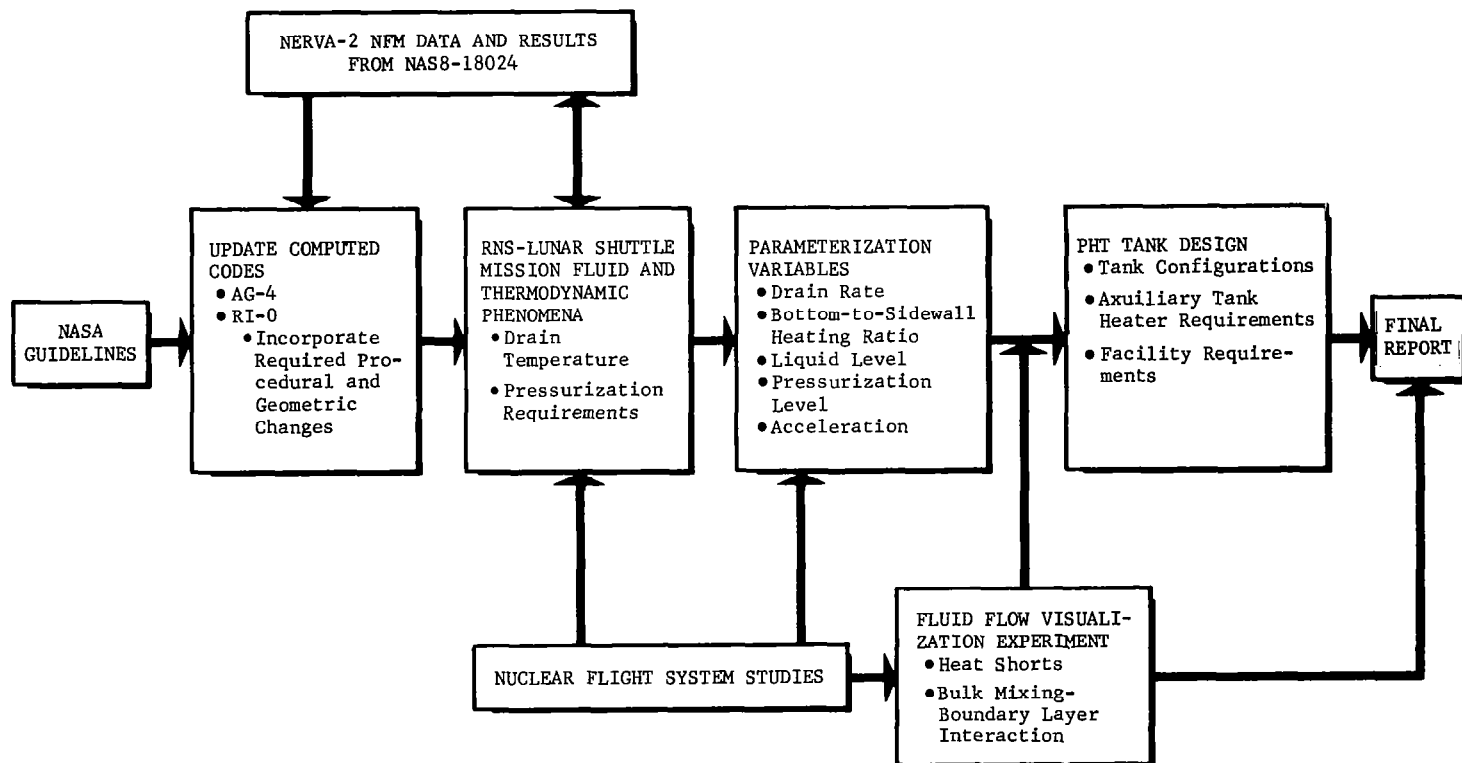 NERVA-2 NFM DATA AND RESULTS
FROM NAS8-18024
NASA
GUIDELINES
UPDATE COMPUTED
CODES
• AG-4
• RI-0
• Incorporate
Required Pro-
cedural and
Geometric
Changes
RNS-LUNAR SHUTTLE
MISSION FLUID AND
THERMODYNAMIC
PHENOMENA
• Drain
Temperature
• Pressurization
Requirements
PARAMETERIZATION
VARIABLES
• Drain Rate
• Bottom-to-Sidewall
Heating Ratio
• Liquid Level
• Pressurization
Level
• Acceleration
PHT TANK DESIGN
• Tank Configurations
• Axuiliary Tank
Heater Requirements
• Facility Require-
ments
FINAL
REPORT
NUCLEAR FLIGHT SYSTEM STUDIES
FLUID FLOW VISUALI-
ZATION EXPERIMENT
• Heat Shorts
• Bulk Mixing-
Boundary Layer
Interaction